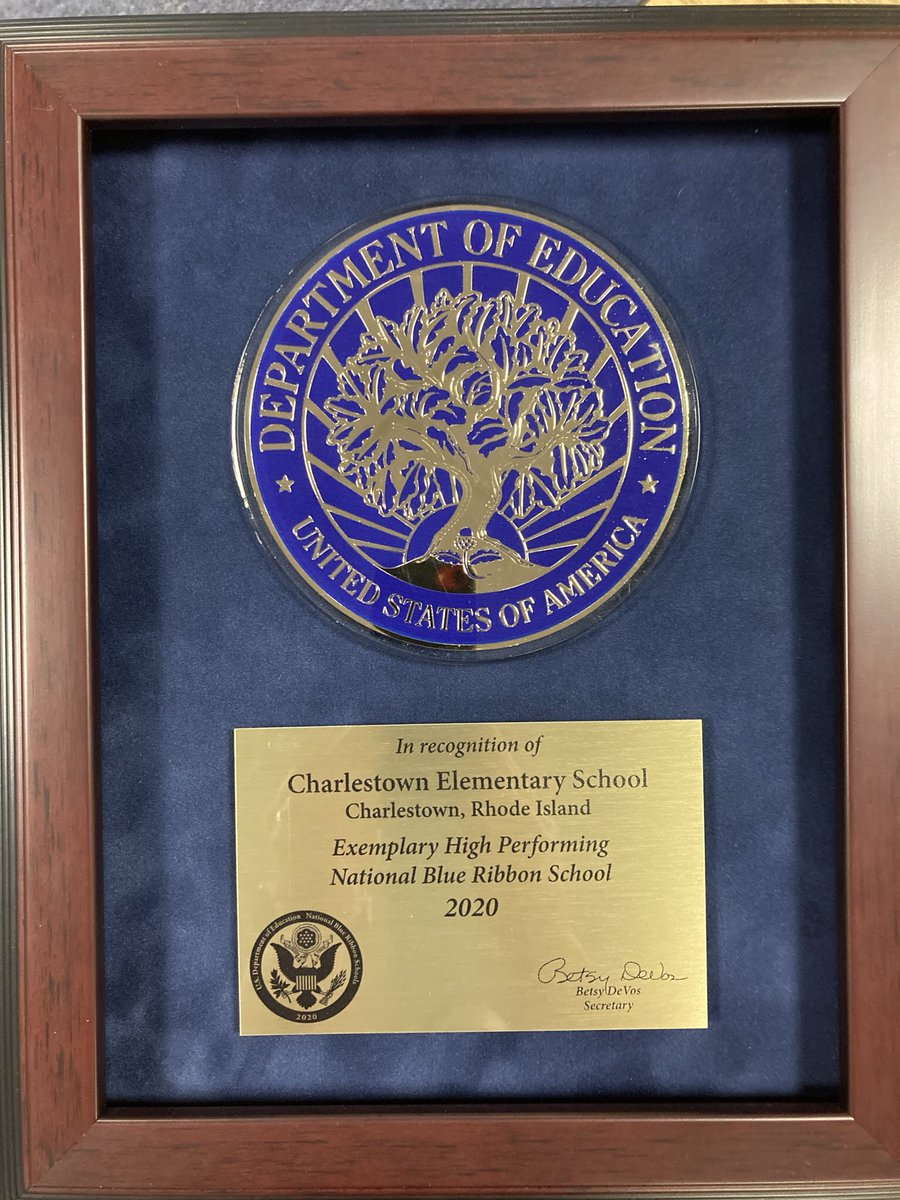 DEPARTMENT OF EDUCATION
UNITED STATES OF AMERICA
In recognition of
Charlestown Elementary School
Charlestown, Rhode Island
Exemplary High Performing
National Blue Ribbon School
2020
U.S. Department of Education National Blue Ribbon Schools
2020
Betsy DeVos
Betsy DeVos
Secretary